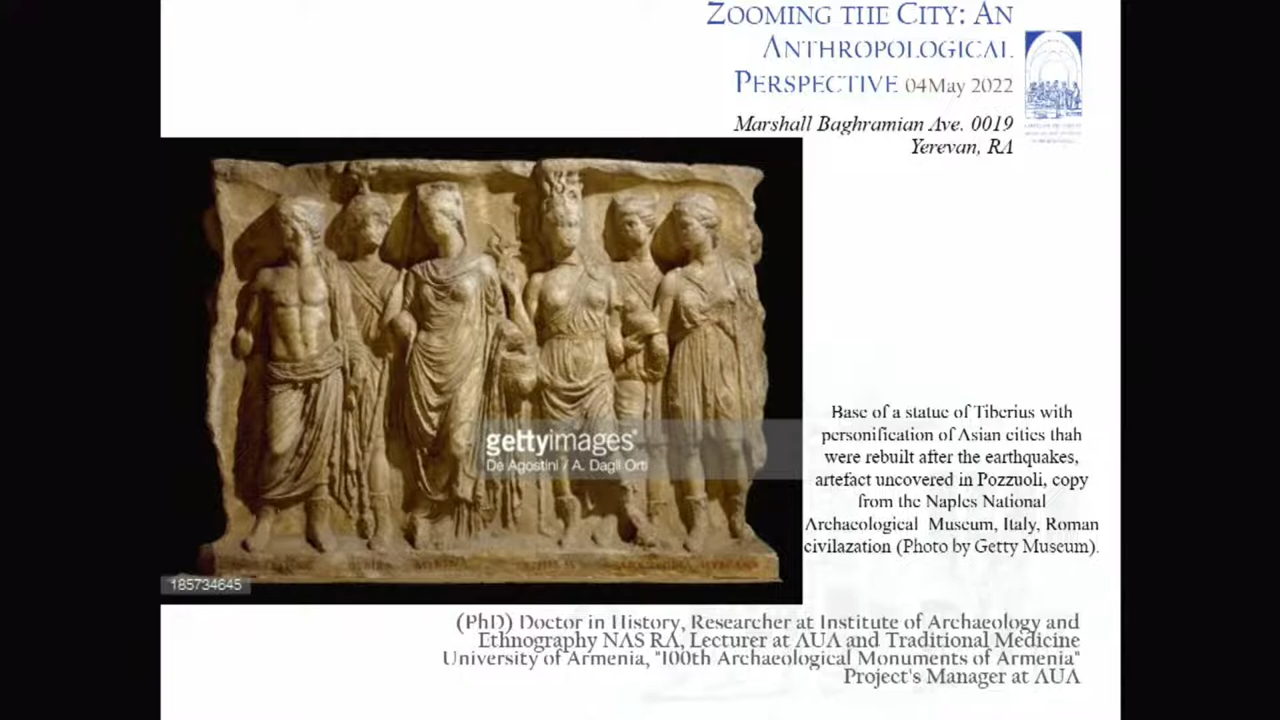 ZOOMING THE CITY: AN
ANTHROPOLOGICAL
PERSPECTIVE 04May 2022
Marshall Baghramian Ave. 0019
Yerevan, RA
gettyimages®
De Agostini / A. Dagli Orti
185734645
Base of a statue of Tiberius with
personification of Asian cities thah
were rebuilt after the earthquakes,
artefact uncovered in Pozzuoli, copy
from the Naples National
Archaeological Museum, Italy, Roman
civilazation (Photo by Getty Museum).
(PhD) Doctor in History, Researcher at Institute of Archaeology and
Ethnography NAS RA, Lecturer at AUA and Traditional Medicine
University of Armenia, "100th Archaeological Monuments of Armenia"
Project's Manager at AUA